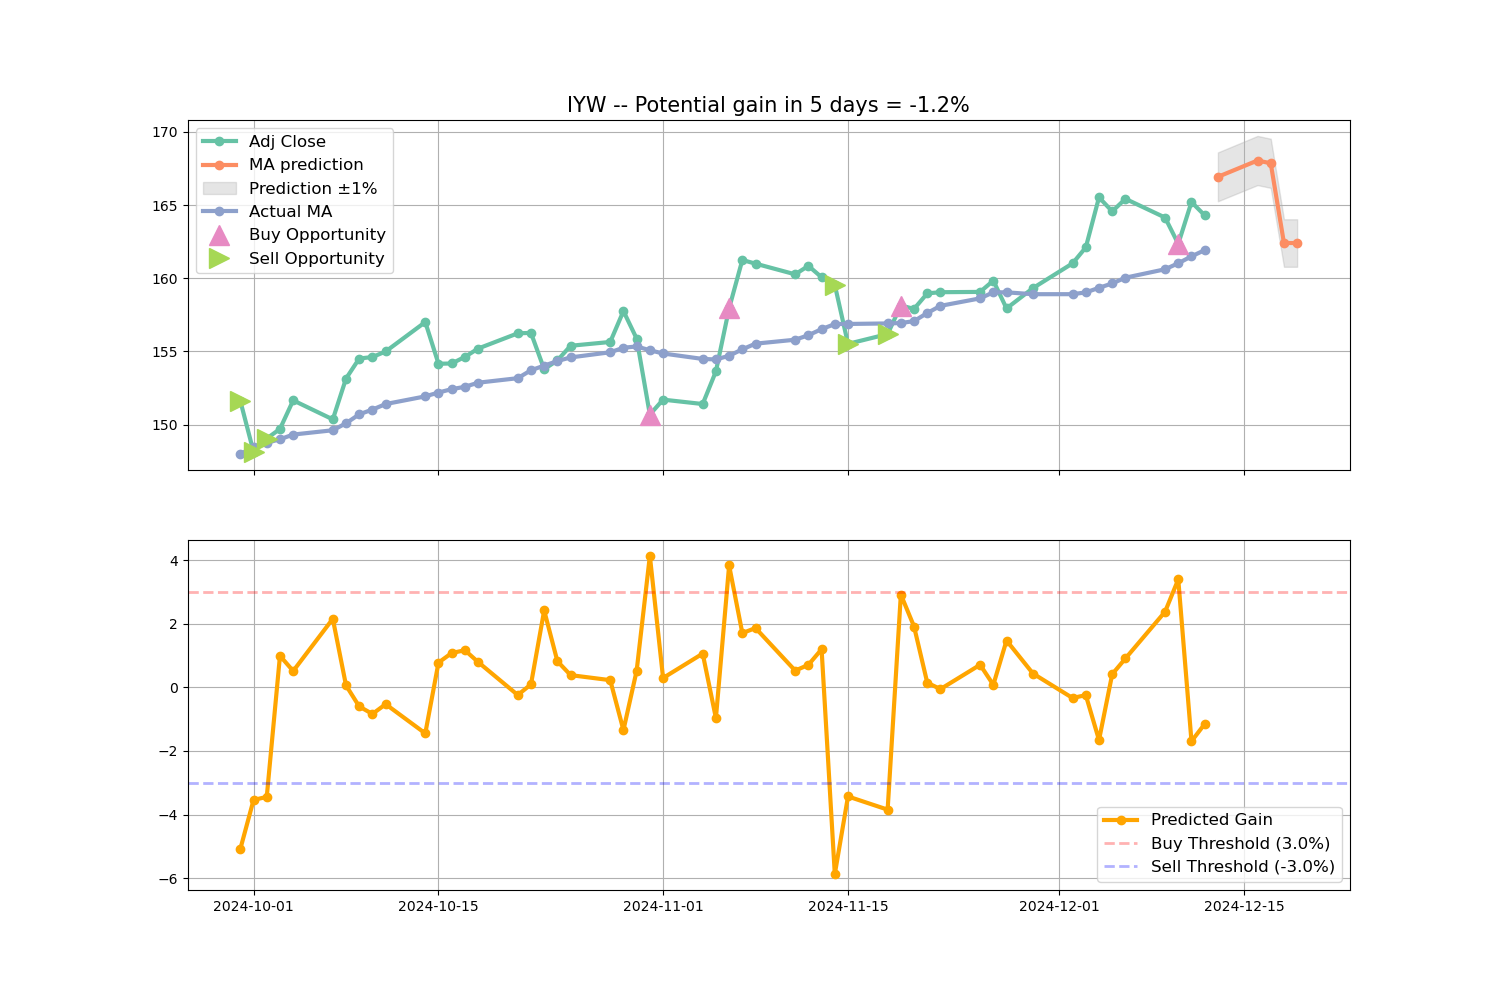 IYW -- Potential gain in 5 days = -1.2%
170
165
160
155
150
Adj Close
MA prediction
Prediction ±1%
Actual MA
Buy Opportunity
Sell Opportunity
4
2
0
−2
−4
−6
Predicted Gain
Buy Threshold (3.0%)
Sell Threshold (-3.0%)
2024-10-01 2024-10-15 2024-11-01 2024-11-15 2024-12-01 2024-12-15